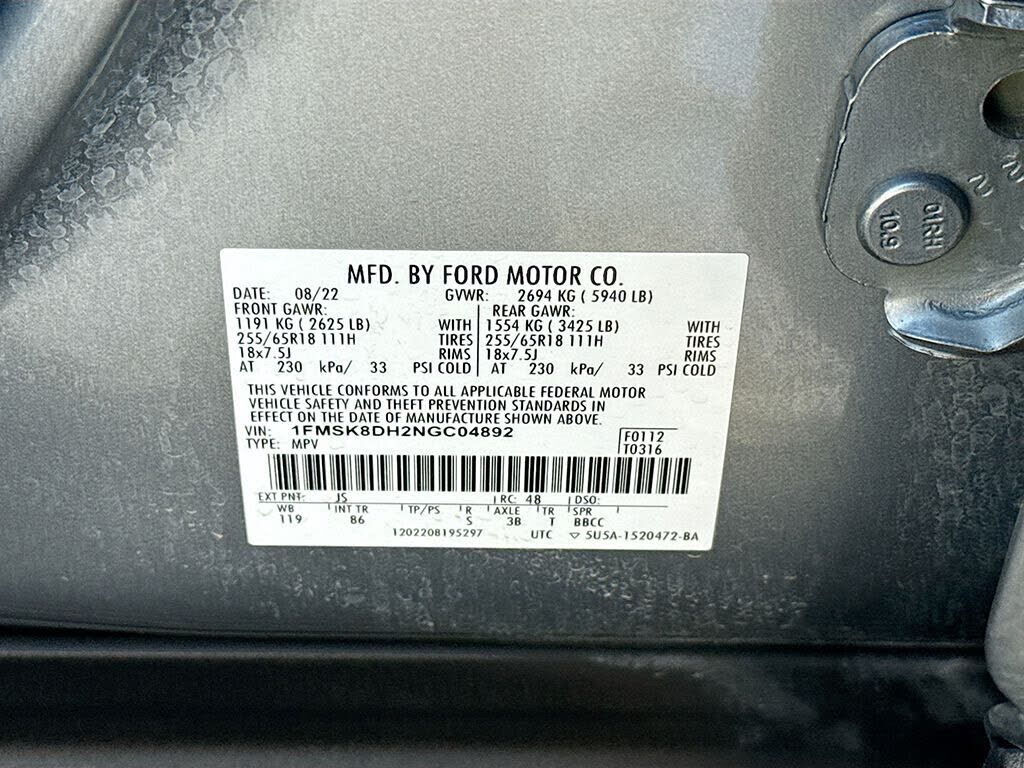 MFD. BY FORD MOTOR CO.
DATE: 08/22 GVWR: 2694 KG ( 5940 LB)
FRONT GAWR: REAR GAWR:
1191 KG ( 2625 LB) WITH 1554 KG ( 3425 LB) WITH
255/65R18 111H TIRES 255/65R18 111H TIRES
18x7.5J RIMS 18x7.5J RIMS
AT 230 kPa/ 33 PSI COLD AT 230 kPa/ 33 PSI COLD
THIS VEHICLE CONFORMS TO ALL APPLICABLE FEDERAL MOTOR
VEHICLE SAFETY AND THEFT PREVENTION STANDARDS IN
EFFECT ON THE DATE OF MANUFACTURE SHOWN ABOVE.
VIN: 1FMSK8DH2NGC04892 F0112
TYPE: MPV T0316
EXT PNT: JS RC: 48 DSO:
WB INT TR TP/PS R AXLE TR SPR
119 86 S 3B T BBCC
1202208195297 UTC ▽ 5U5A-1520472-BA
DIRH
10.9
2
2